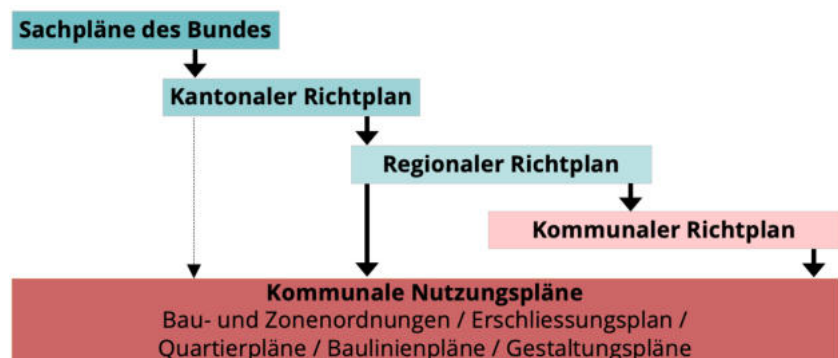 Sachpläne des Bundes
Kantonaler Richtplan
Regionaler Richtplan
Kommunaler Richtplan
Kommunale Nutzungspläne
Bau- und Zonenordnungen / Erschliessungsplan /
Quartierpläne / Baulinienpläne / Gestaltungspläne